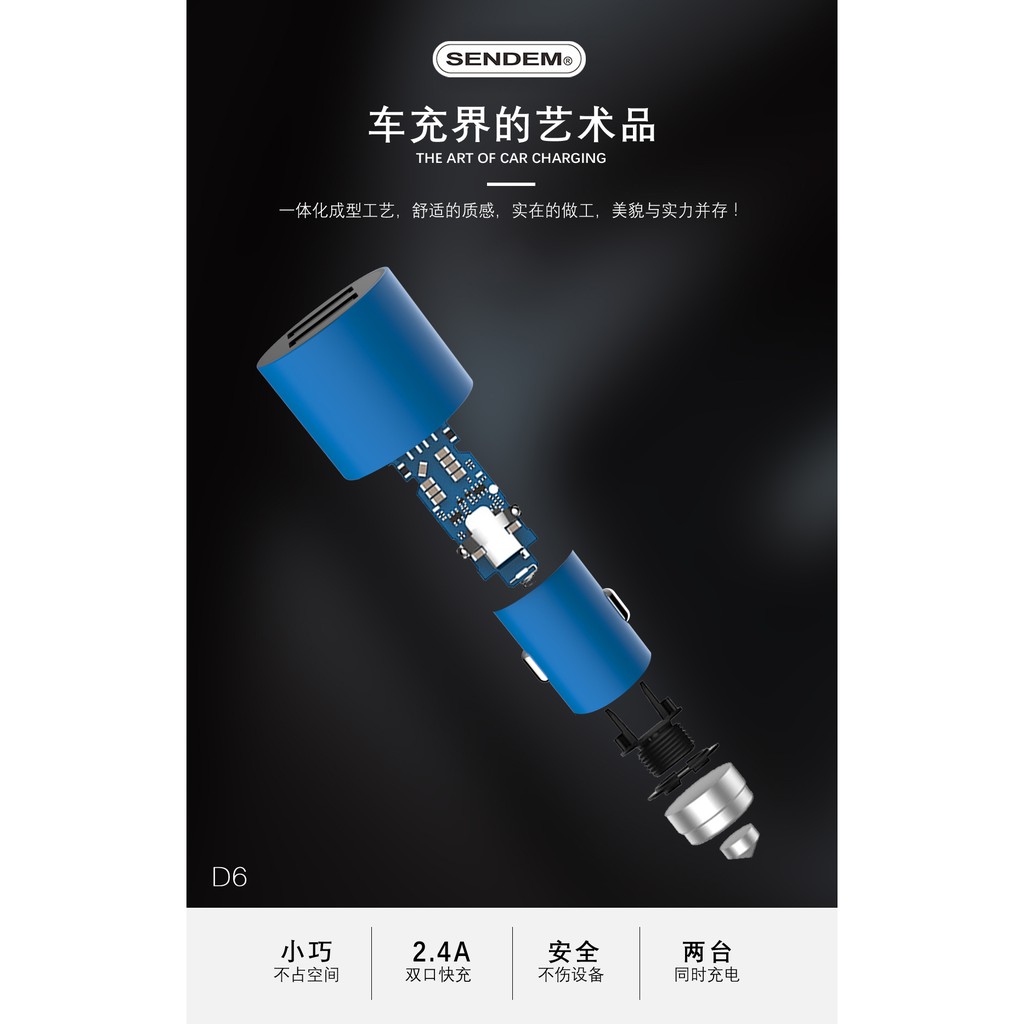 SENDEM®
车充界的艺术品
THE ART OF CAR CHARGING
一体化成型工艺，舒适的质感，实在的做工，美貌与实力并存！
D6
小巧
不占空间
2.4A
双口快充
安全
不伤设备
两台
同时充电